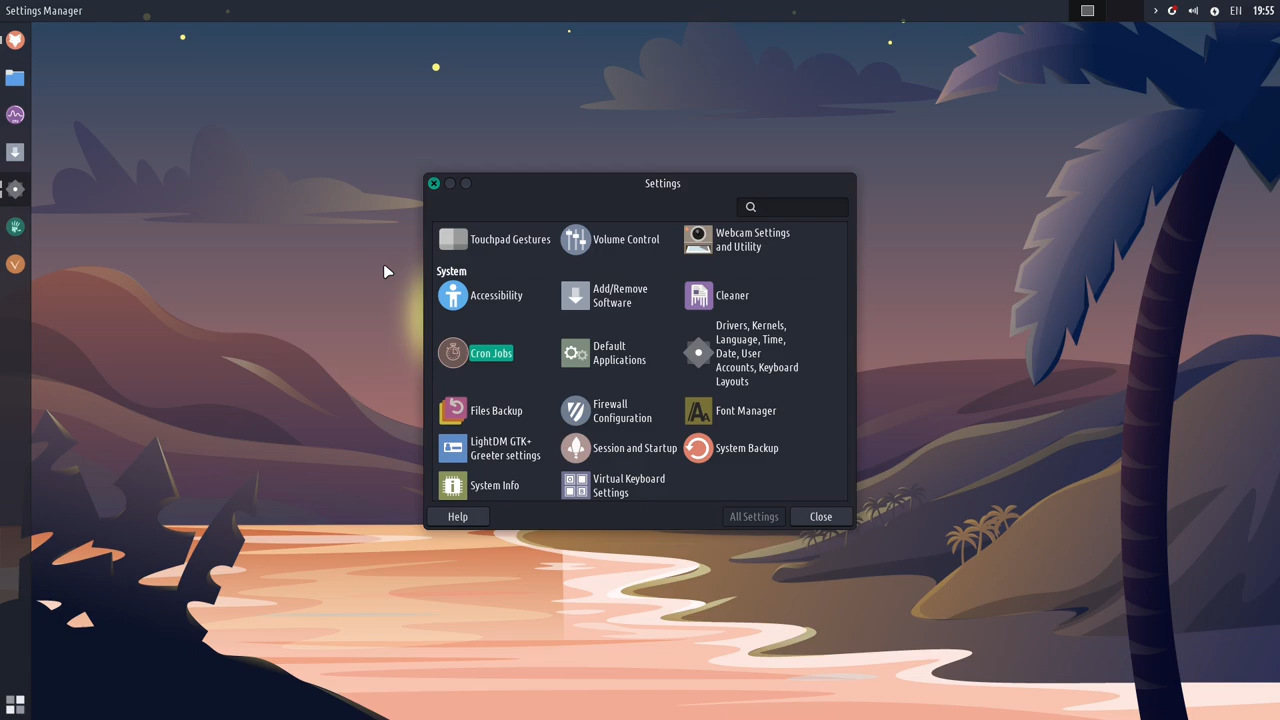 Settings Manager
EN
19:55
Settings
Touchpad Gestures
Volume Control
Webcam Settings
and Utility
System
Accessibility
Add/Remove
Software
Cleaner
Cron Jobs
Default
Applications
Drivers, Kernels,
Language, Time,
Date, User
Accounts, Keyboard
Layouts
Files Backup
Firewall
Configuration
Font Manager
LightDM GTK+
Greeter settings
Session and Startup
System Backup
System Info
Virtual Keyboard
Settings
Help
All Settings
Close